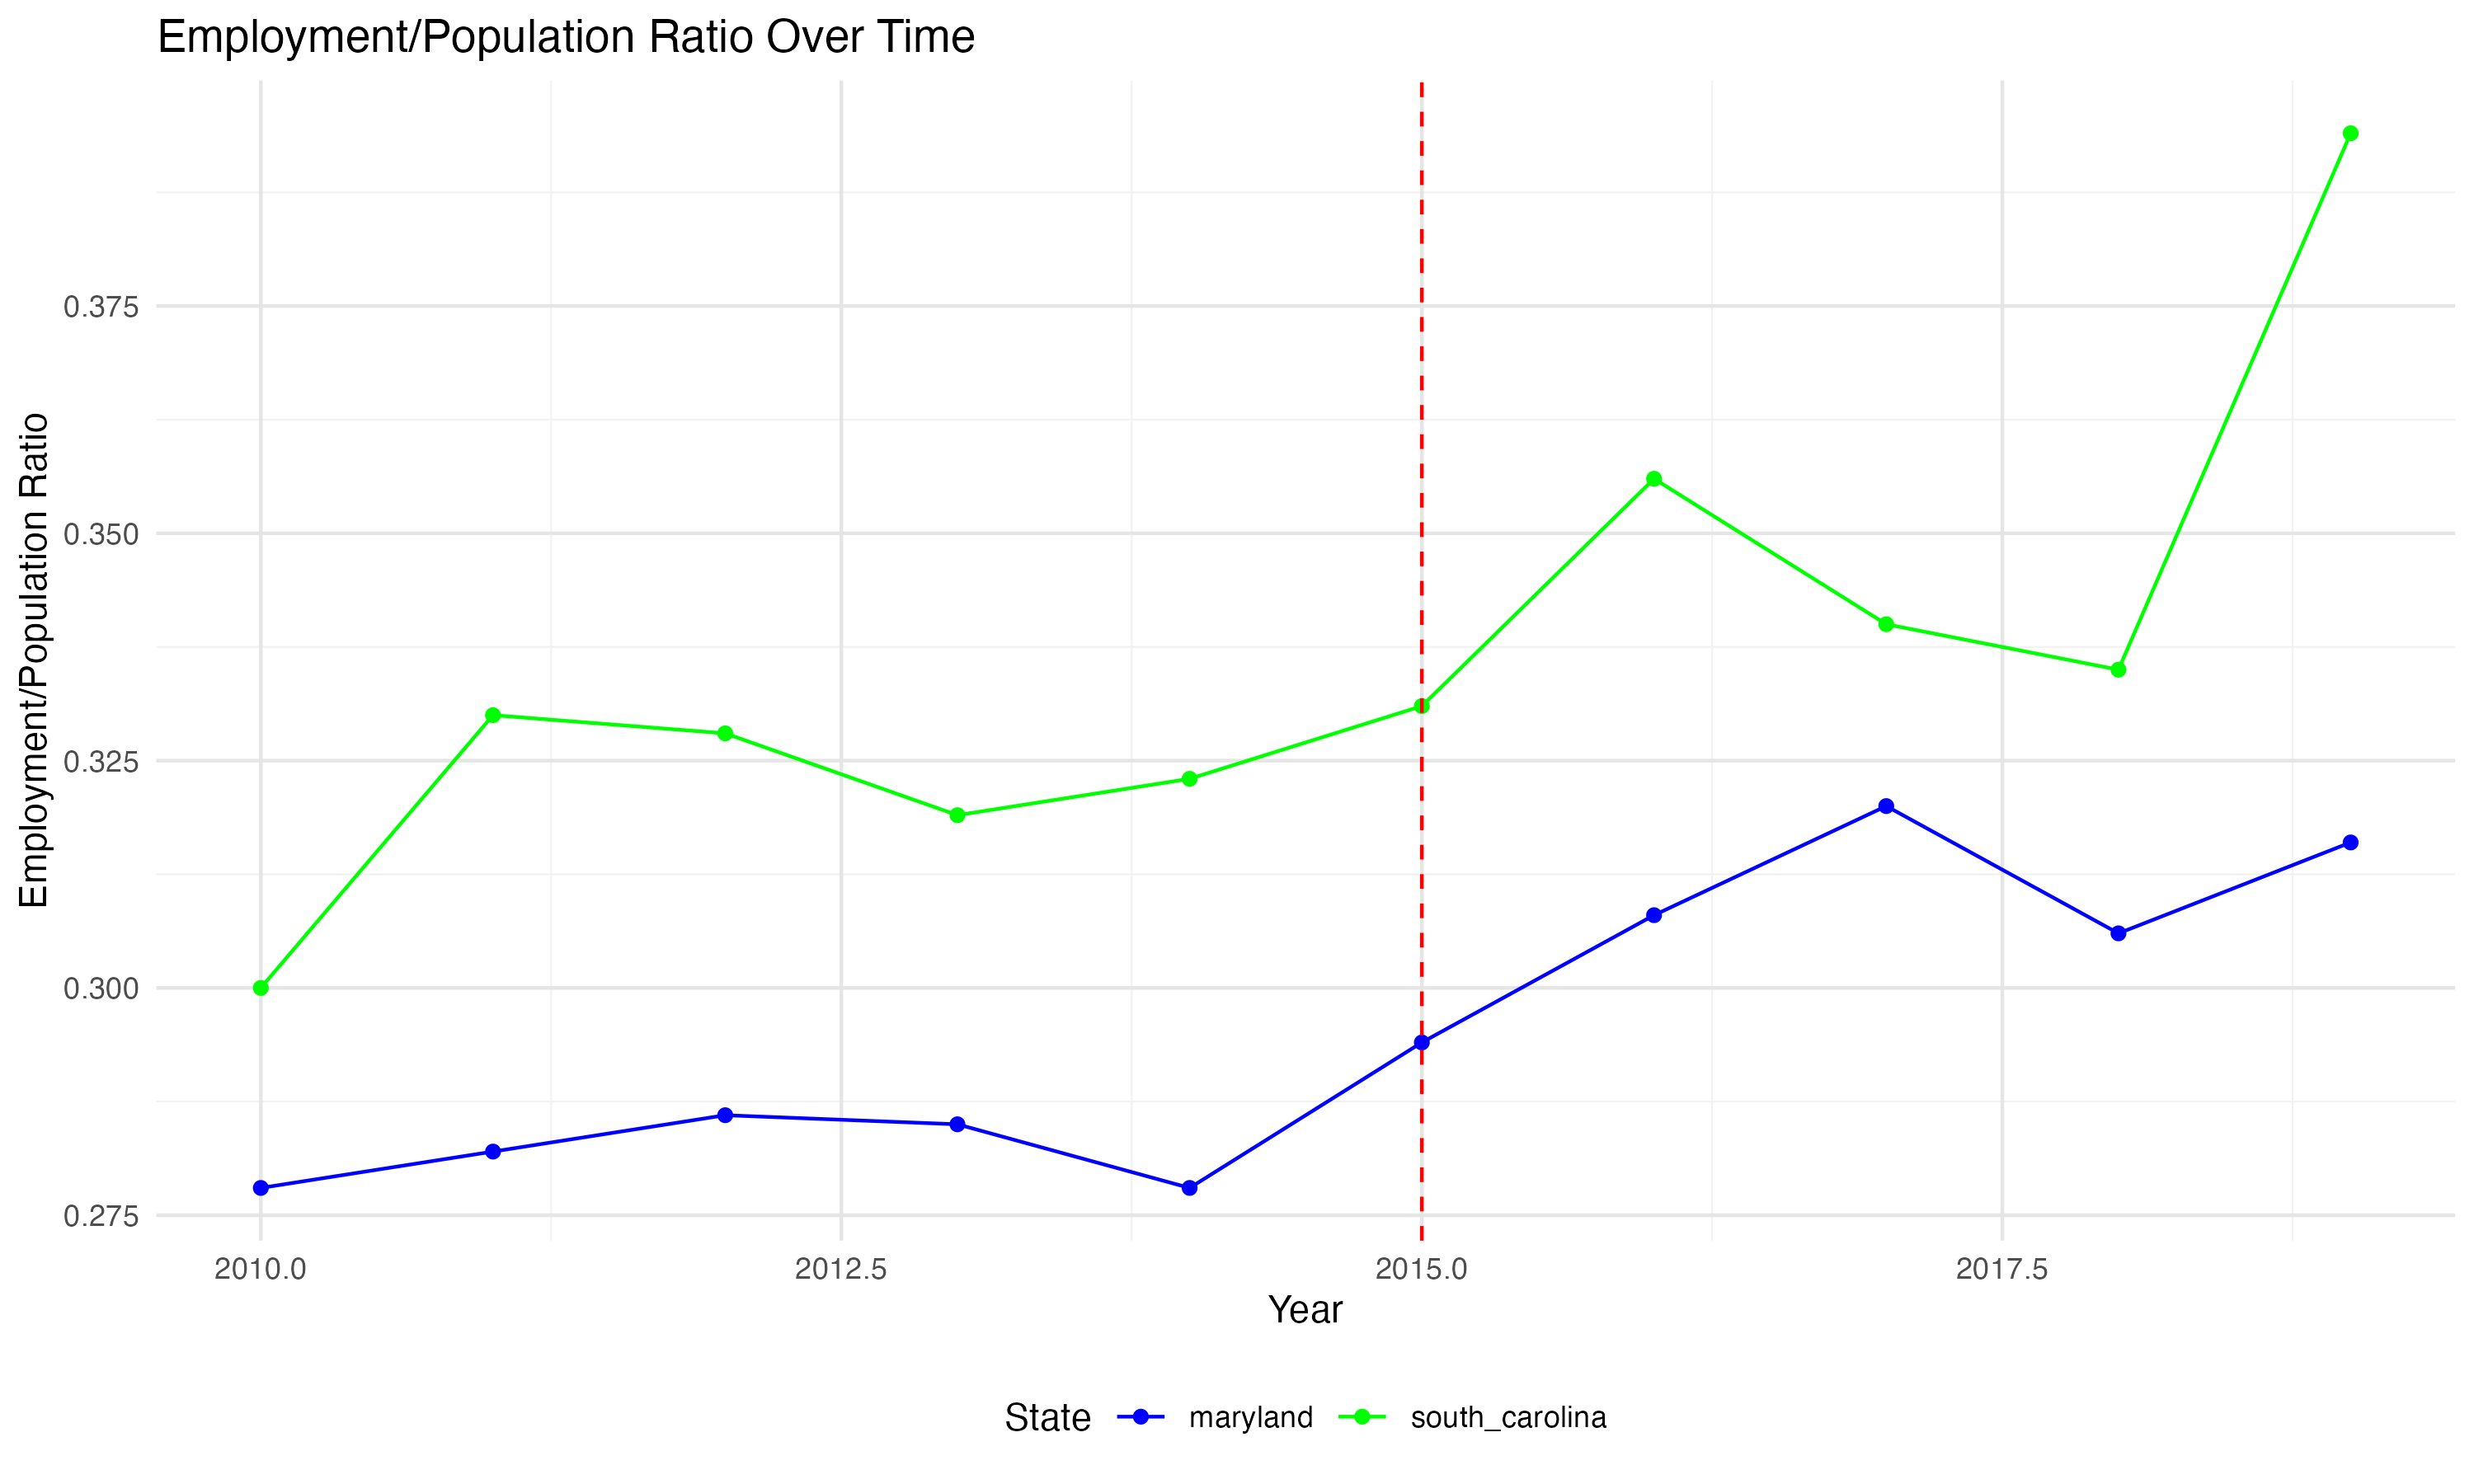 Employment/Population Ratio Over Time
Employment/Population Ratio
0.375
0.350
0.325
0.300
0.275
2010.0 2012.5 2015.0 2017.5
Year
State maryland south_carolina